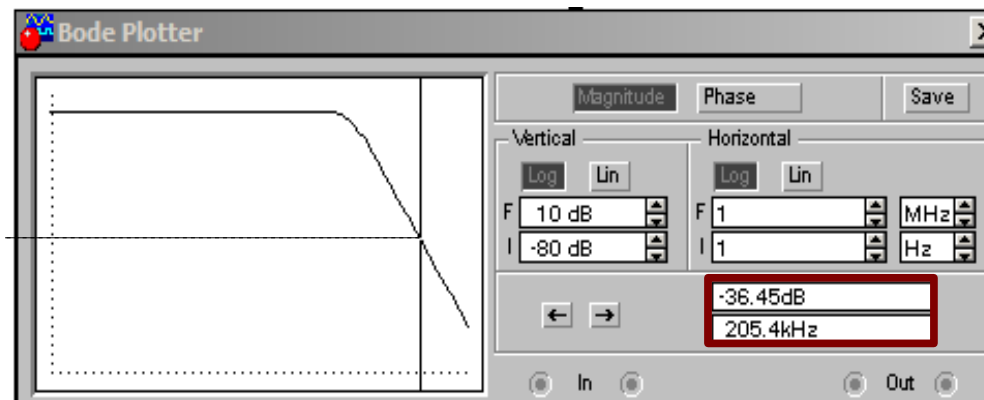 Bode Plotter X
Magnitude Phase Save
Vertical Horizontal
Log Lin Log Lin
F 10 dB F 1 MHz
I -80 dB I 1 Hz
← → -36.45dB
205.4kHz
In Out